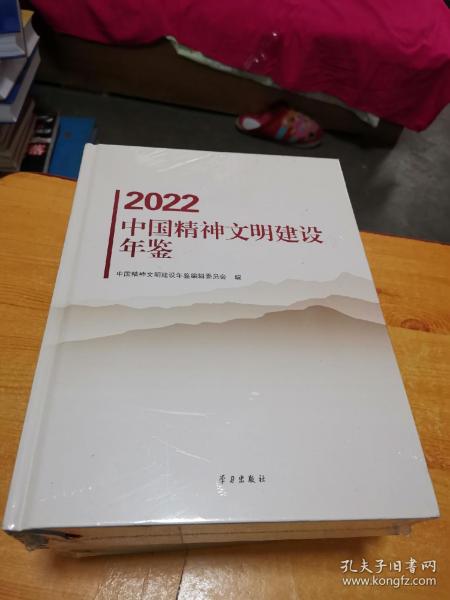 2022
中国精神文明建设
年鉴
中国精神文明建设年鉴编辑委员会 编
学习出版社
孔夫子旧书网
www.kongfz.com